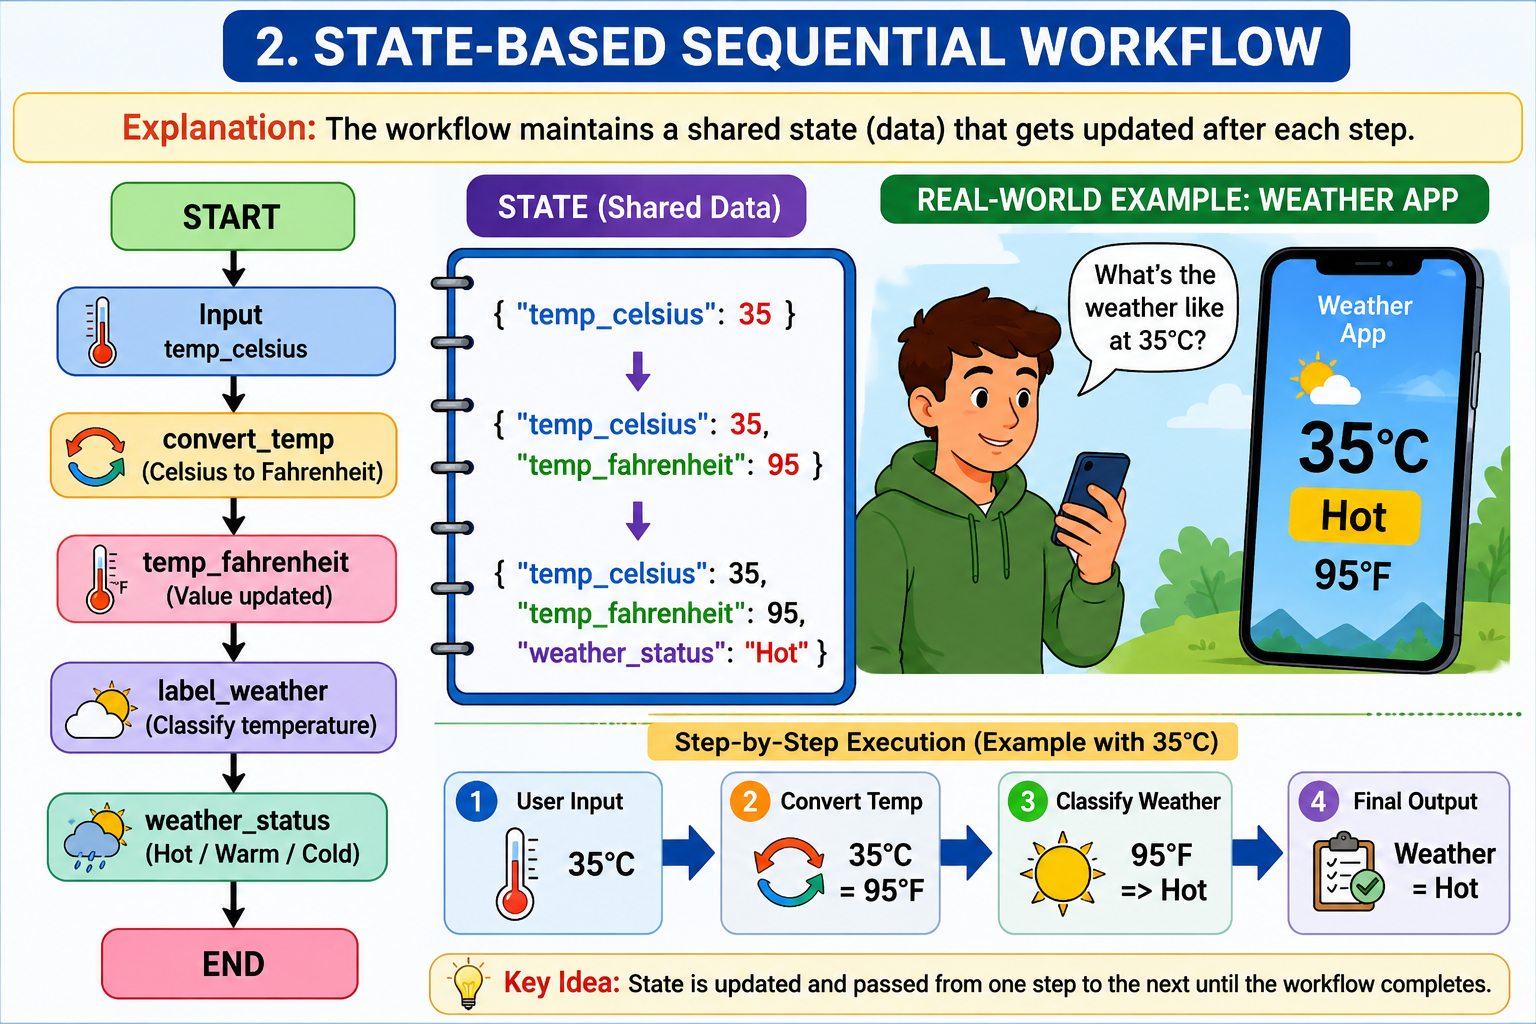 2. STATE-BASED SEQUENTIAL WORKFLOW
Explanation: The workflow maintains a shared state (data) that gets updated after each step.
START
Input
temp_celsius
convert_temp
(Celsius to Fahrenheit)
°F
temp_fahrenheit
(Value updated)
label_weather
(Classify temperature)
weather_status
(Hot / Warm / Cold)
END
STATE (Shared Data)
{ "temp_celsius": 35 }
{ "temp_celsius": 35,
"temp_fahrenheit": 95 }
{ "temp_celsius": 35,
"temp_fahrenheit": 95,
"weather_status": "Hot" }
REAL-WORLD EXAMPLE: WEATHER APP
What's the
weather like
at 35°C?
Weather
App
35°C
Hot
95°F
Step-by-Step Execution (Example with 35°C)
1 User Input
35°C
2 Convert Temp
35°C
= 95°F
3 Classify Weather
95°F
=> Hot
4 Final Output
Weather
= Hot
Key Idea: State is updated and passed from one step to the next until the workflow completes.